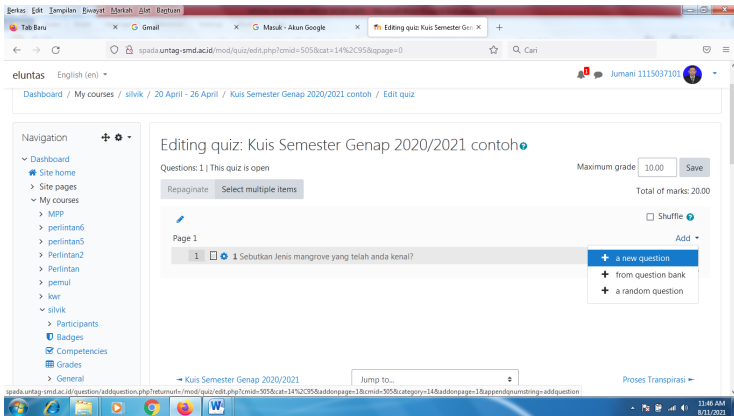 Berkas Edit Tampilan Riwayat Markah Alat Bantuan
Tab Baru
Gmail
Masuk - Akun Google
Editing quiz: Kuis Semester Gen
spada.untag-smd.ac.id/mod/quiz/edit.php?cmid=505&cat=14%2C95&qpage=0
Cari
eluntas English (en)
1 Jumani 1115037101
Dashboard / My courses / silvik / 20 April - 26 April / Kuis Semester Genap 2020/2021 contoh / Edit quiz
Navigation
Dashboard
Site home
Site pages
My courses
MPP
perlintan6
perlintan5
Perlintan2
Perlintan
pemul
kwr
silvik
Participants
Badges
Competencies
Grades
General
Editing quiz: Kuis Semester Genap 2020/2021 contoh
Questions: 1 | This quiz is open
Maximum grade 10.00 Save
Repaginate Select multiple items
Total of marks: 20.00
Shuffle
Page 1
Add
1 1 Sebutkan Jenis mangrove yang telah anda kenal?
a new question
from question bank
a random question
Kuis Semester Genap 2020/2021
Jump to...
Proses Transpirasi
spada.untag-smd.ac.id/question/addquestion.php?returnurl=/mod/quiz/edit.php?cmid=505&cat=14%2C95&addonpage=1&cmid=505&category=14&addonpage=1&appendqnumstring=addquestion
11:46 AM
8/11/2021